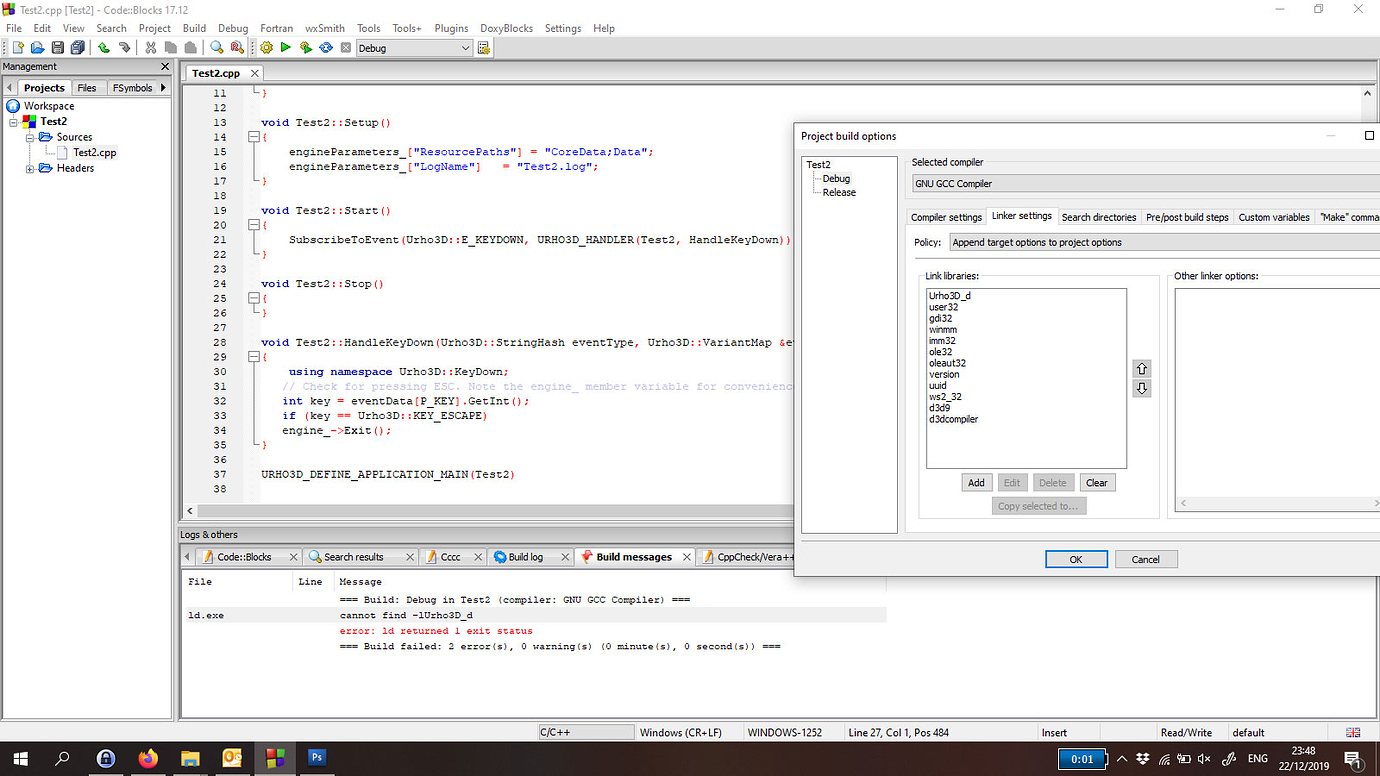 Test2.cpp [Test2] - Code::Blocks 17.12
File Edit View Search Project Build Debug Fortran wxSmith Tools Tools+ Plugins DoxyBlocks Settings Help
Debug
Management
Projects Files FSymbols
Workspace
Test2
Sources
Test2.cpp
Headers
Test2.cpp
11 }
12
13 void Test2::Setup()
14 {
15 engineParameters_["ResourcePaths"] = "CoreData;Data";
16 engineParameters_["LogName"] = "Test2.log";
17 }
18
19 void Test2::Start()
20 {
21 SubscribeToEvent(Urho3D::E_KEYDOWN, URHO3D_HANDLER(Test2, HandleKeyDown))
22 }
23
24 void Test2::Stop()
25 {
26 }
27
28 void Test2::HandleKeyDown(Urho3D::StringHash eventType, Urho3D::VariantMap &e
29 {
30 using namespace Urho3D::KeyDown;
31 // Check for pressing ESC. Note the engine_ member variable for convenienc
32 int key = eventData[P_KEY].GetInt();
33 if (key == Urho3D::KEY_ESCAPE)
34 engine_->Exit();
35 }
36
37 URHO3D_DEFINE_APPLICATION_MAIN(Test2)
38
Project build options
Test2
Debug
Release
Selected compiler
GNU GCC Compiler
Compiler settings Linker settings Search directories Pre/post build steps Custom variables "Make" comma
Policy: Append target options to project options
Link libraries:
Urho3D_d
user32
gdi32
winmm
imm32
ole32
oleaut32
version
uuid
ws2_32
d3d9
d3dcompiler
Add Edit Delete Clear
Copy selected to...
Other linker options:
OK Cancel
Logs & others
Code::Blocks Search results Cccc Build log Build messages CppCheck/Vera++
File Line Message
=== Build: Debug in Test2 (compiler: GNU GCC Compiler) ===
ld.exe cannot find -lUrho3D_d
error: ld returned 1 exit status
=== Build failed: 2 error(s), 0 warning(s) (0 minute(s), 0 second(s)) ===
C/C++ Windows (CR+LF) WINDOWS-1252 Line 27, Col 1, Pos 484 Insert Read/Write default
Ps
0:01
ENG
23:48
22/12/2019
1